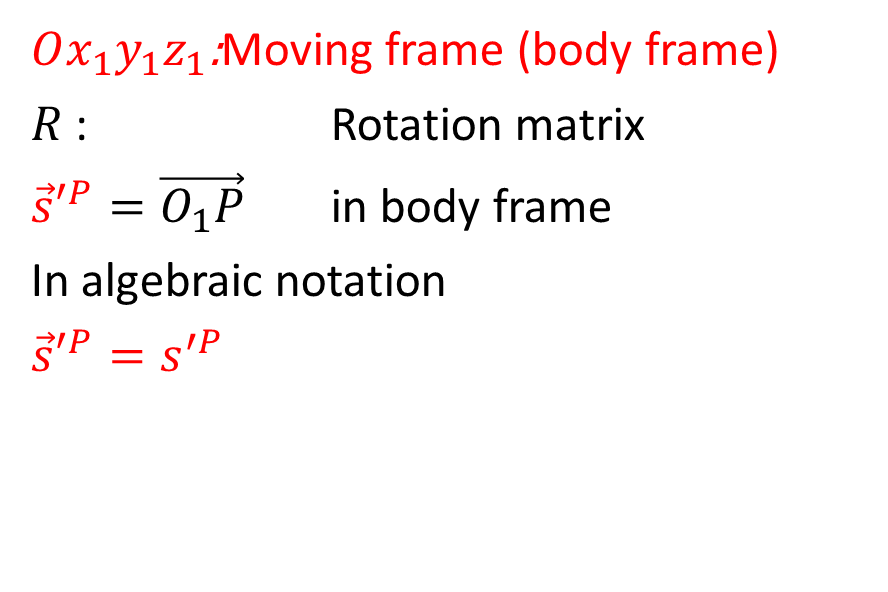 Ox₁y₁z₁:Moving frame (body frame)
R : Rotation matrix
s⃗′ᴾ = O₁P⃗ in body frame
In algebraic notation
s⃗′ᴾ = s′ᴾ